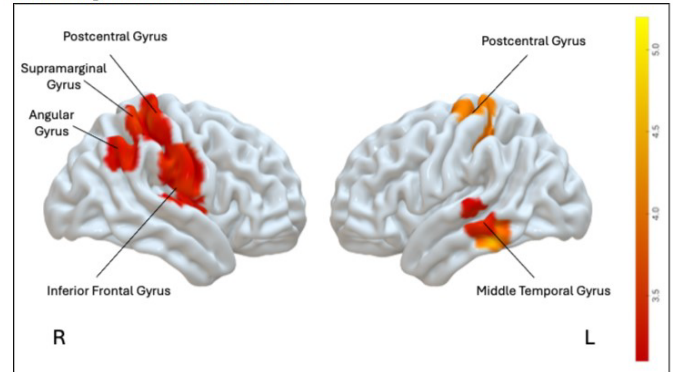 Postcentral Gyrus
Postcentral Gyrus
Supramarginal
Gyrus
Angular
Gyrus
Inferior Frontal Gyrus
Middle Temporal Gyrus
R
L
5.0
4.5
4.0
3.5